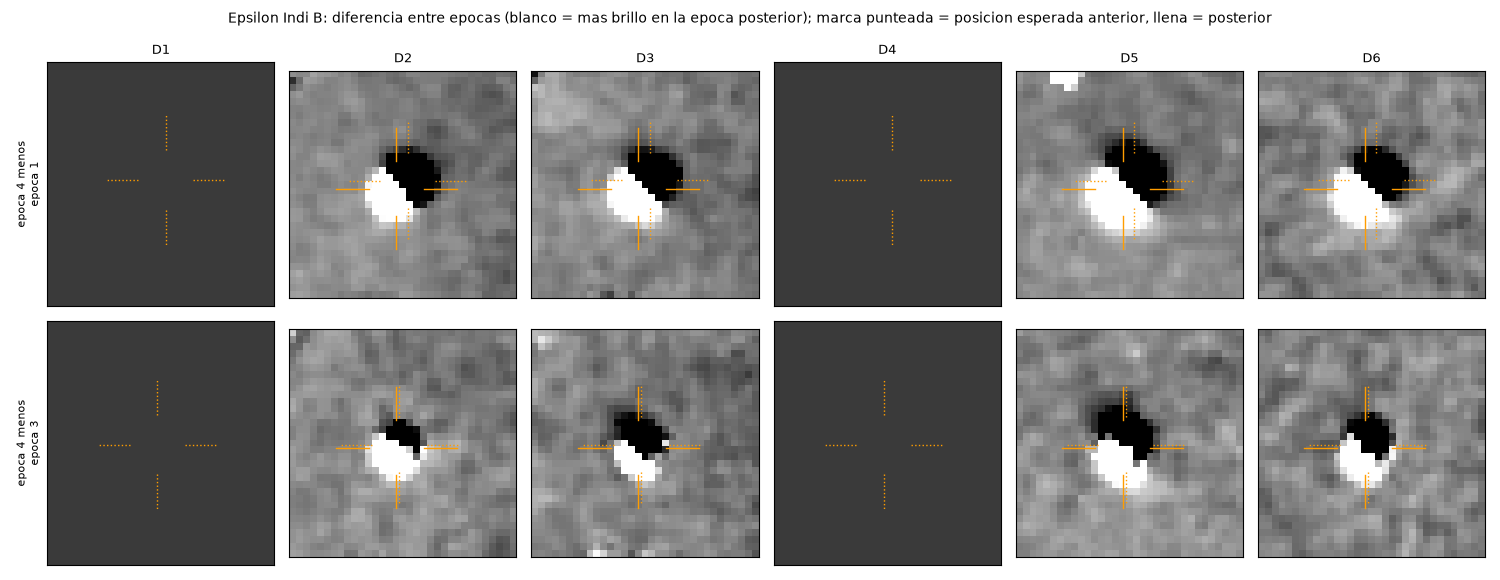 Epsilon Indi B: diferencia entre epocas (blanco = mas brillo en la epoca posterior); marca punteada = posicion esperada anterior, llena = posterior
D1 D2 D3 D4 D5 D6
epoca 4 menos
epoca 1
epoca 4 menos
epoca 3